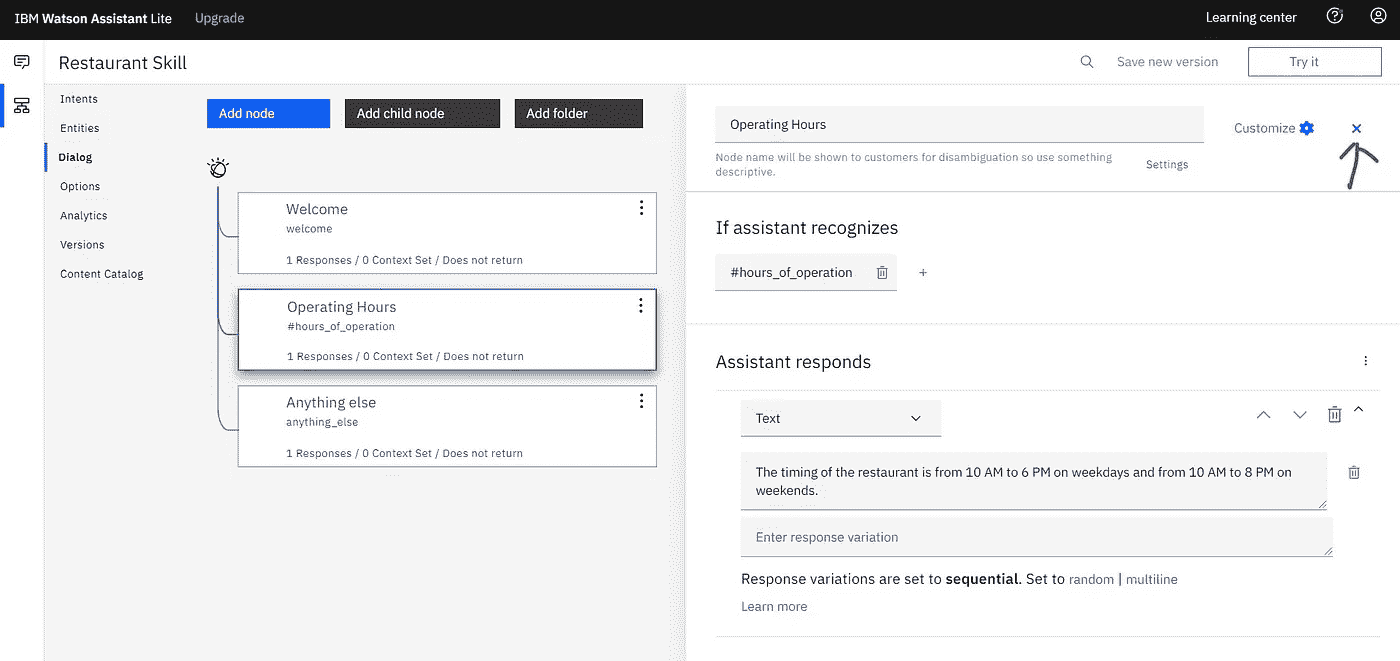 IBM Watson Assistant Lite Upgrade Learning center
Restaurant Skill Save new version Try it
Intents
Entities
Dialog
Options
Analytics
Versions
Content Catalog
Add node Add child node Add folder
Welcome
welcome
1 Responses / 0 Context Set / Does not return
Operating Hours
#hours_of_operation
1 Responses / 0 Context Set / Does not return
Anything else
anything_else
1 Responses / 0 Context Set / Does not return
Operating Hours
Customize
Node name will be shown to customers for disambiguation so use something
descriptive.
Settings
If assistant recognizes
#hours_of_operation
Assistant responds
Text
The timing of the restaurant is from 10 AM to 6 PM on weekdays and from 10 AM to 8 PM on
weekends.
Enter response variation
Response variations are set to sequential. Set to random | multiline
Learn more